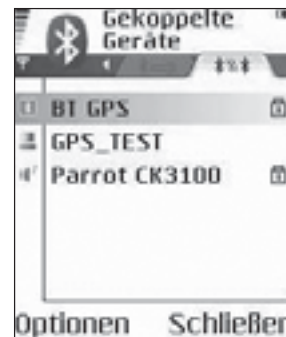 Gekoppelte
Geräte
BT GPS
GPS_TEST
Parrot CK3100
Optionen Schließen